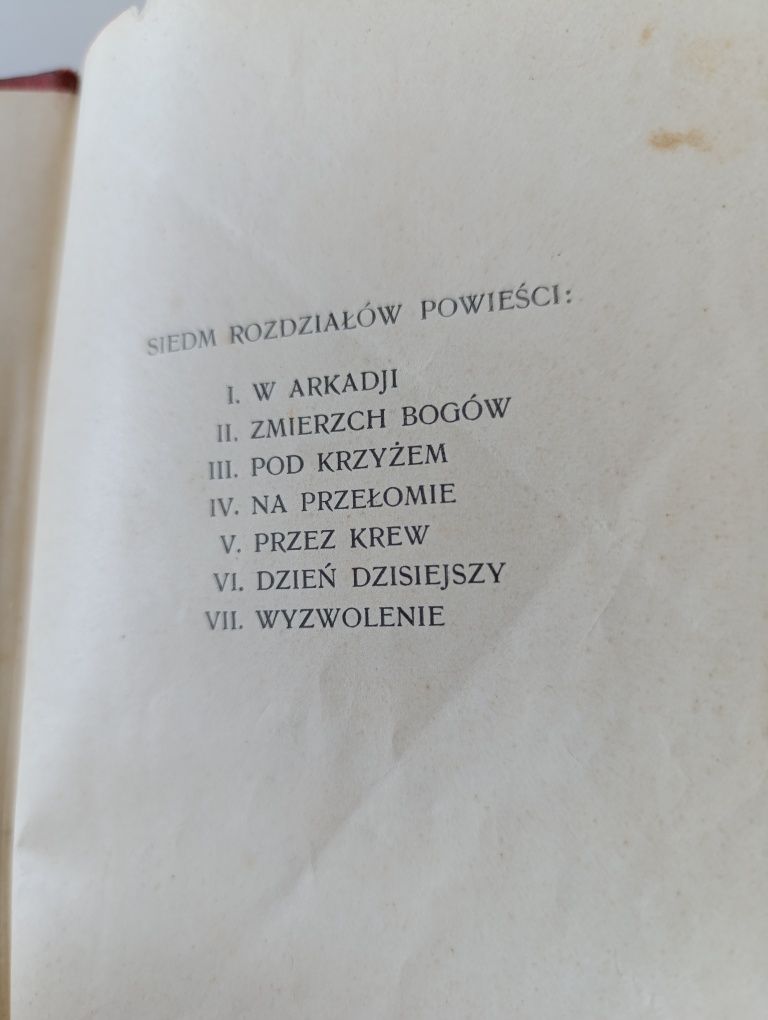 SIEDM ROZDZIAŁÓW POWIEŚCI:
I. W ARKADJI
II. ZMIERZCH BOGÓW
III. POD KRZYŻEM
IV. NA PRZEŁOMIE
V. PRZEZ KREW
VI. DZIEŃ DZISIEJSZY
VII. WYZWOLENIE